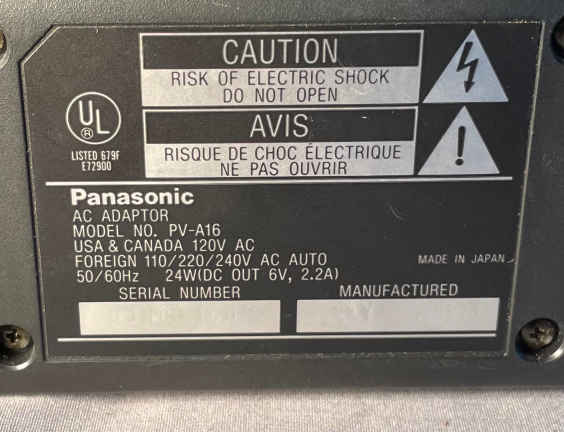 CAUTION
RISK OF ELECTRIC SHOCK
DO NOT OPEN
UL
®
LISTED 679F
E72900
AVIS
RISQUE DE CHOC ÉLECTRIQUE
NE PAS OUVRIR
Panasonic
AC ADAPTOR
MODEL NO. PV-A16
USA & CANADA 120V AC
FOREIGN 110/220/240V AC AUTO
MADE IN JAPAN
50/60Hz 24W(DC OUT 6V, 2.2A)
SERIAL NUMBER
MANUFACTURED